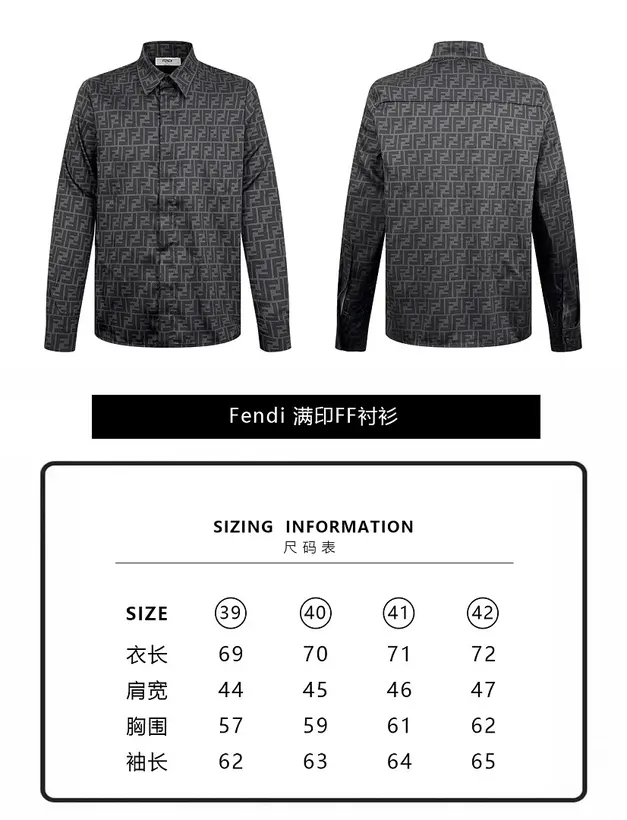 FENDI
Fendi 满印FF衬衫
SIZING INFORMATION
尺码表
SIZE 39 40 41 42
衣长 69 70 71 72
肩宽 44 45 46 47
胸围 57 59 61 62
袖长 62 63 64 65